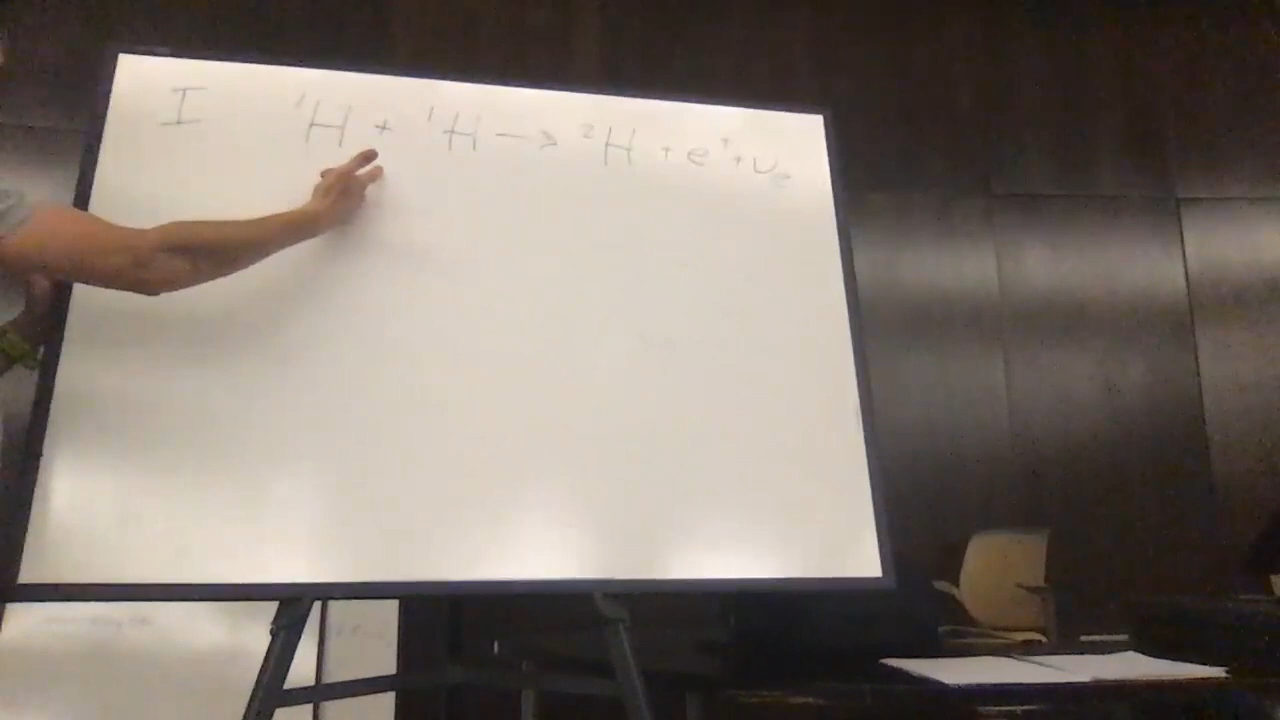 I ¹H + ¹H -> ²H + e⁺ + νₑ